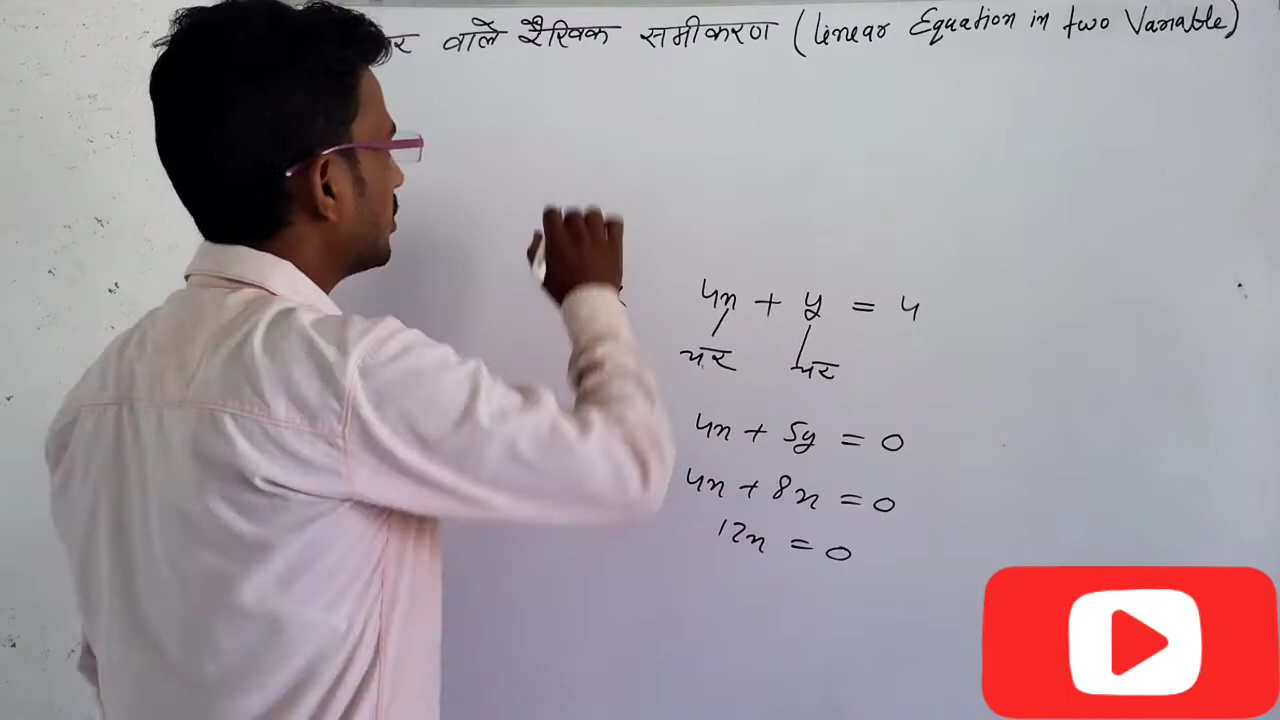 वाले रैखिक समीकरण (linear Equation in two Variable)
4x + y = 4
चर चर
4x + 5y = 0
4x + 8x = 0
12x = 0